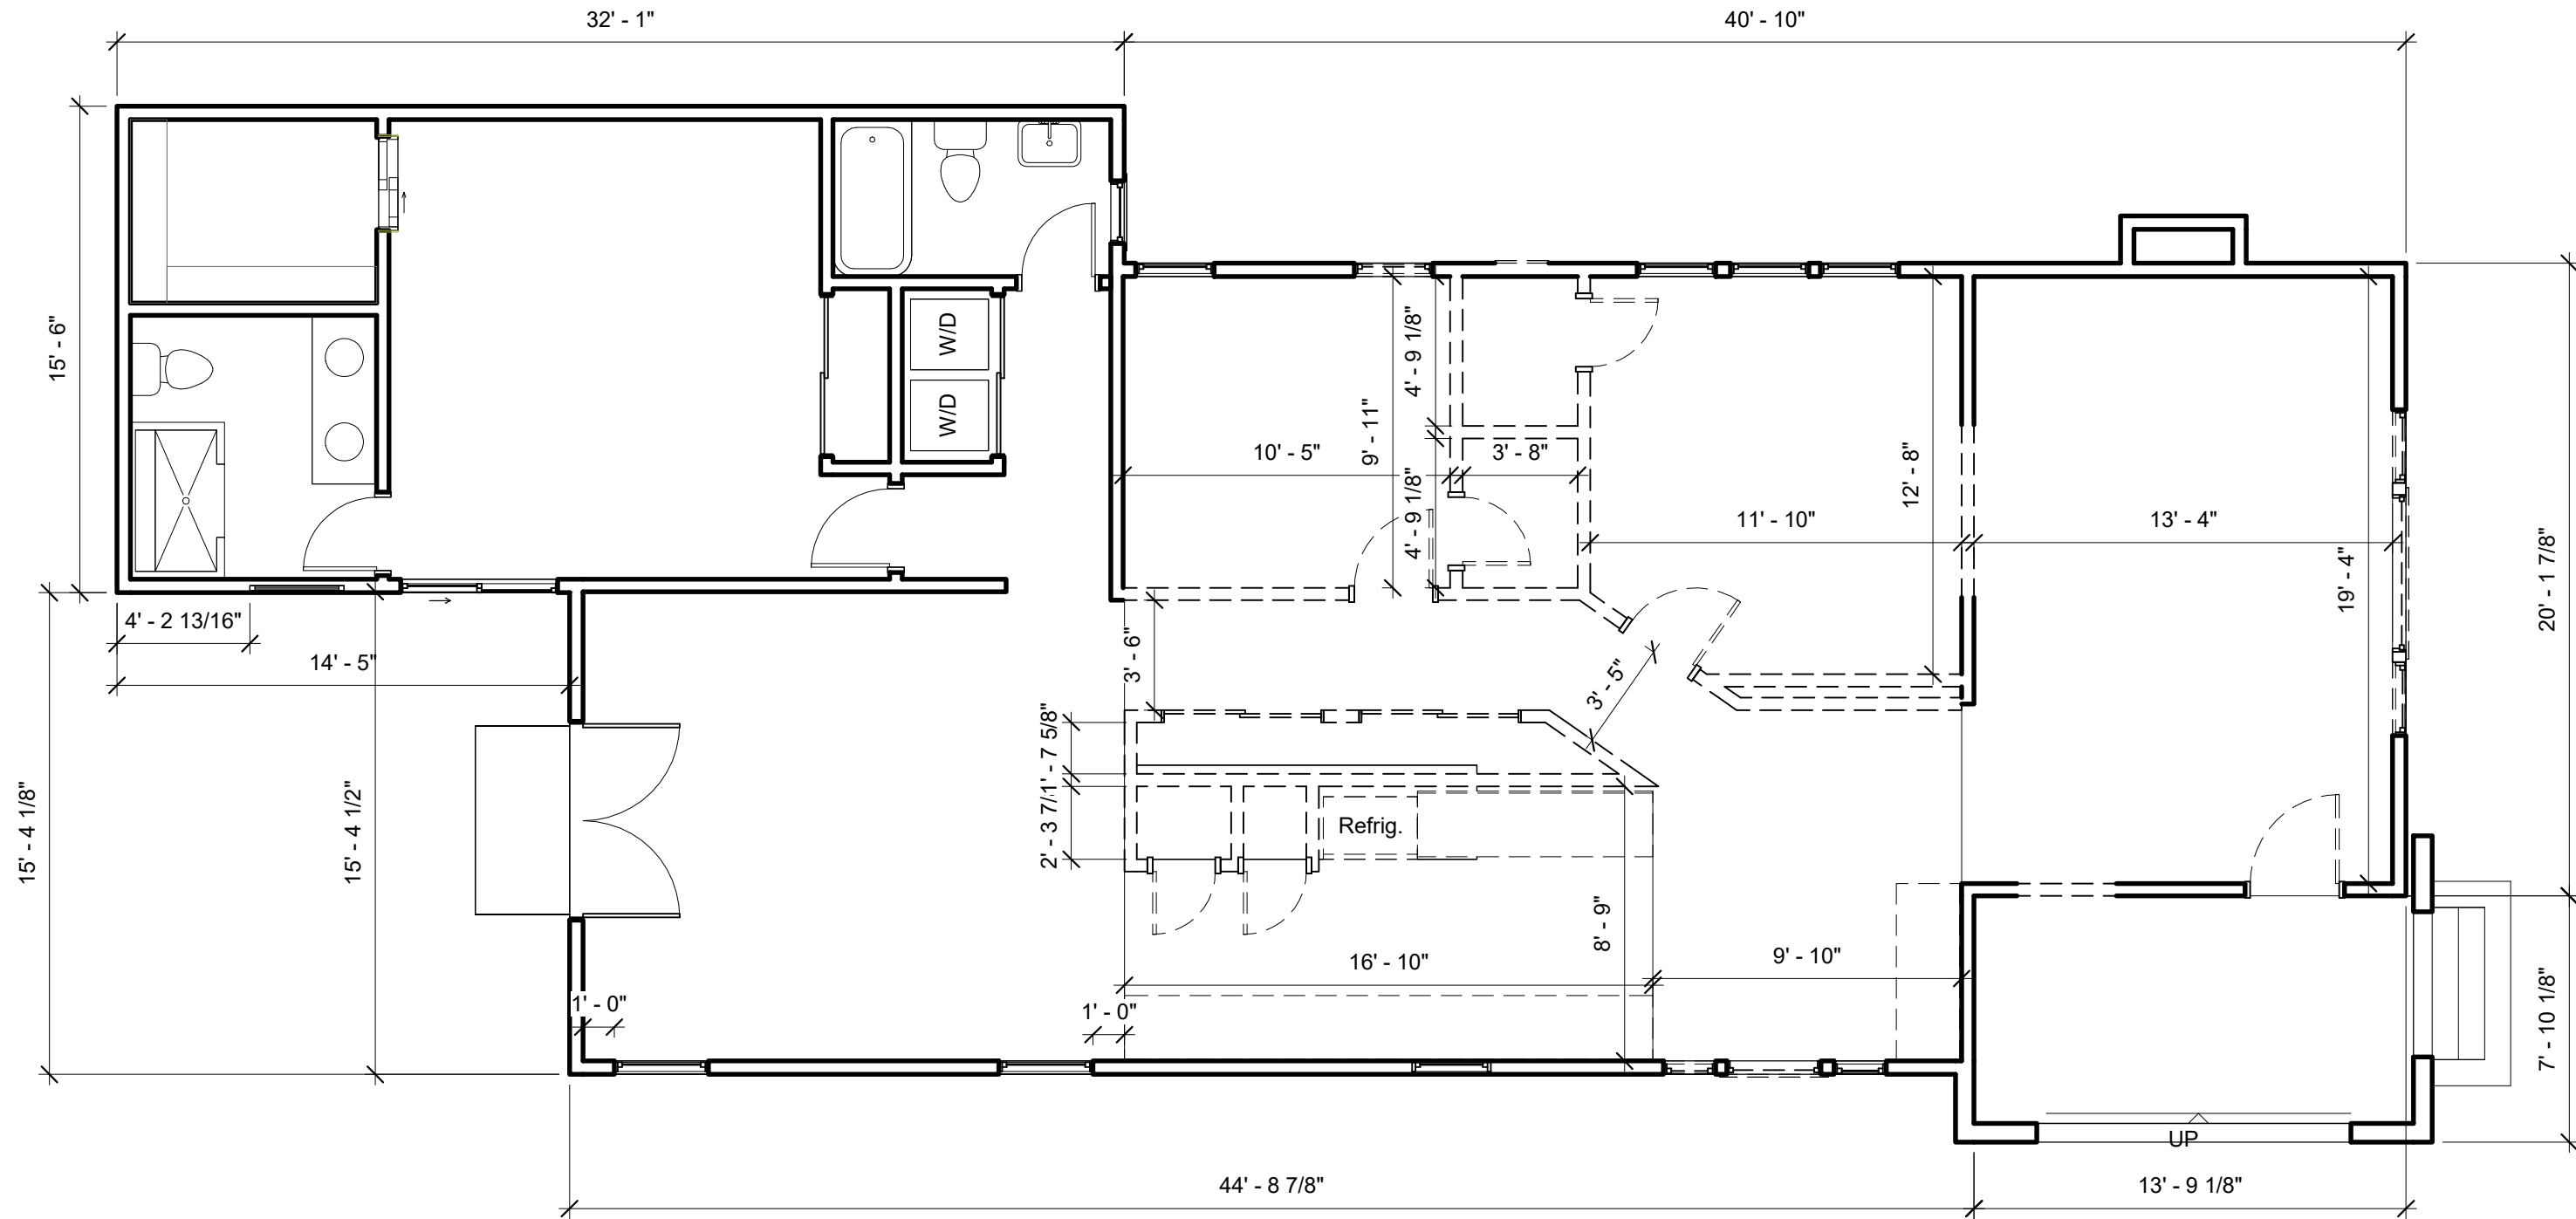 32' - 1"
40' - 10"
15' - 6"
W/D
W/D
4' - 9 1/8"
9' - 11"
10' - 5"
3' - 8"
12' - 8"
4' - 9 1/8"
11' - 10"
13' - 4"
19' - 4"
20' - 1 7/8"
4' - 2 13/16"
14' - 5"
3' - 6"
3' - 5"
1' - 7 5/8"
2' - 3 7/
15' - 4 1/8"
15' - 4 1/2"
Refrig.
8' - 9"
16' - 10"
9' - 10"
1' - 0"
1' - 0"
7' - 10 1/8"
UP
44' - 8 7/8"
13' - 9 1/8"